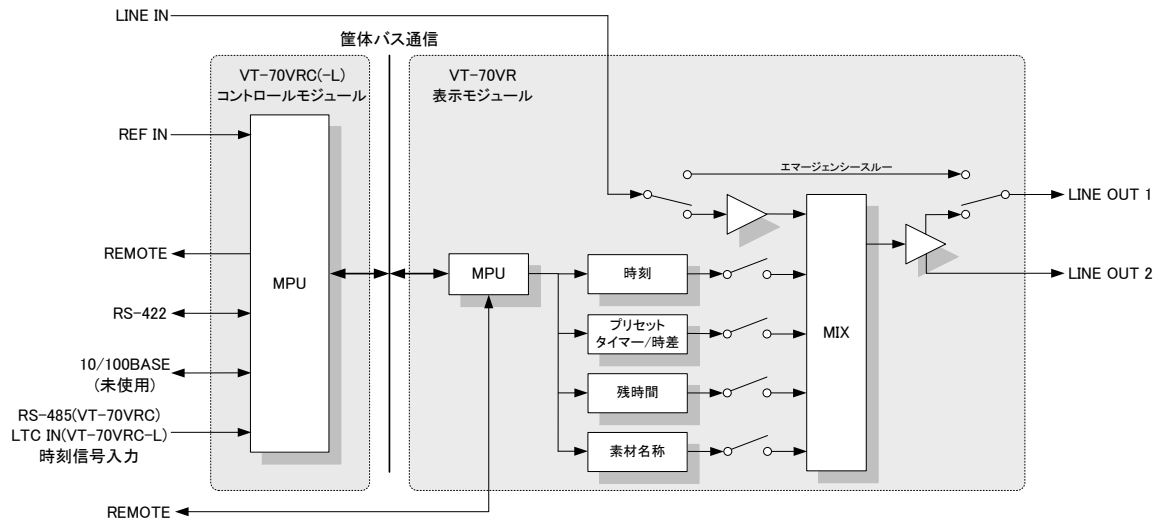 LINE IN
筐体バス通信
VT-70VRC(-L)
コントロールモジュール
VT-70VR
表示モジュール
REF IN
エマージェンシースルー
LINE OUT 1
REMOTE
MPU
MPU
時刻
LINE OUT 2
RS-422
プリセット
タイマー/時差
MIX
10/100BASE
(未使用)
残時間
RS-485(VT-70VRC)
LTC IN(VT-70VRC-L)
時刻信号入力
素材名称
REMOTE